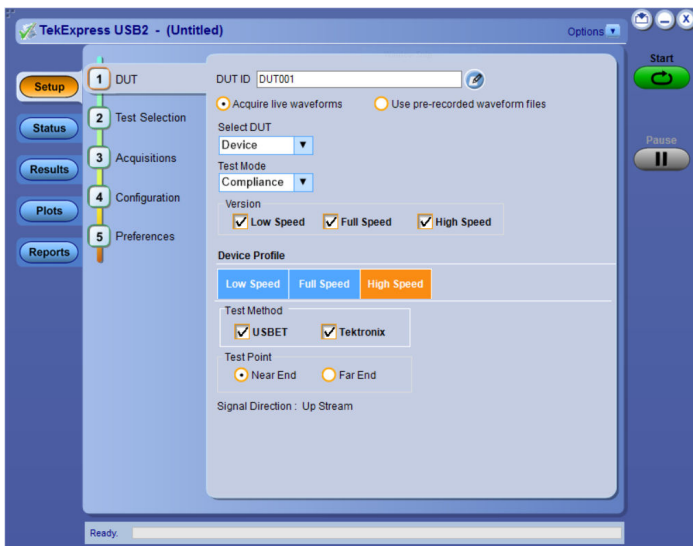 TekExpress USB2 - (Untitled)
Options
Start
Pause
Setup
Status
Results
Plots
Reports
1 DUT
2 Test Selection
3 Acquisitions
4 Configuration
5 Preferences
DUT ID DUT001
Acquire live waveforms Use pre-recorded waveform files
Select DUT
Device
Test Mode
Compliance
Version
Low Speed Full Speed High Speed
Device Profile
Low Speed Full Speed High Speed
Test Method
USBET Tektronix
Test Point
Near End Far End
Signal Direction : Up Stream
Ready.